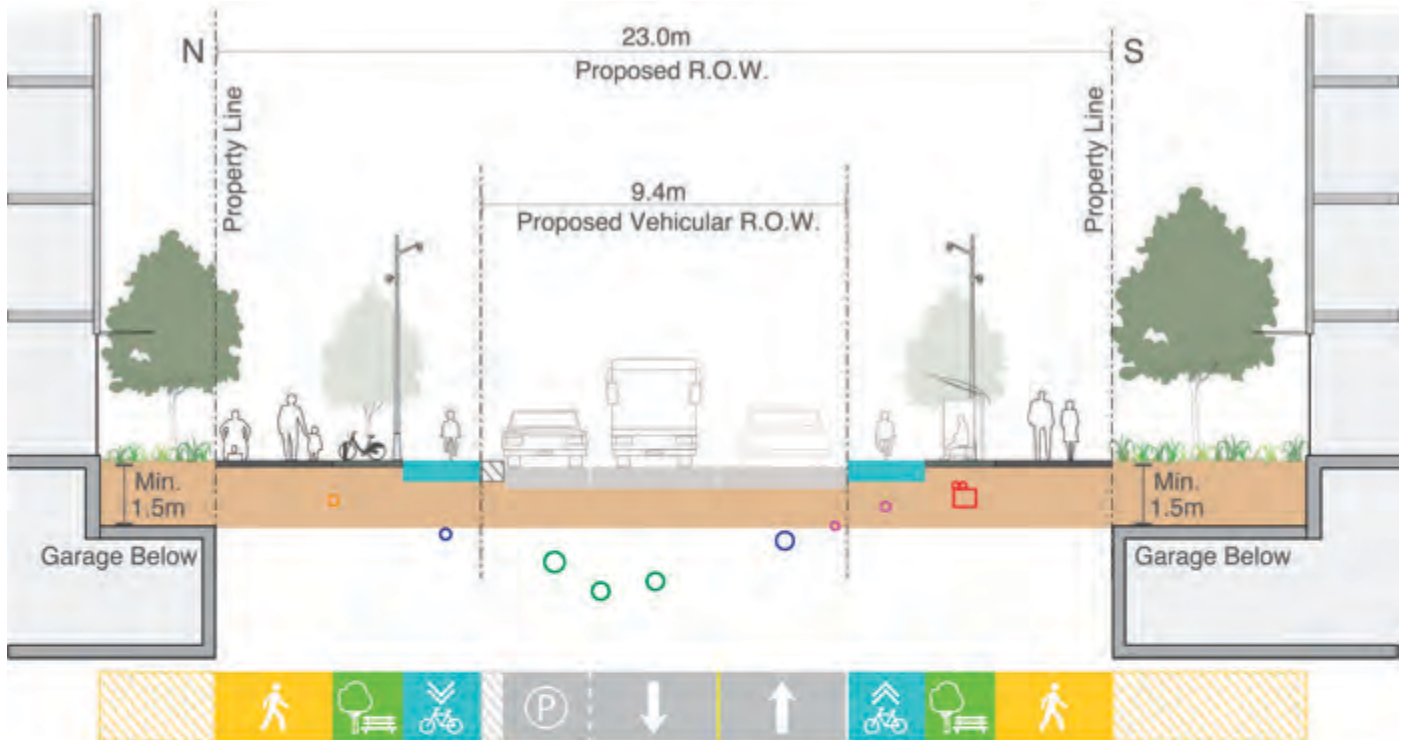 N
23.0m
S
Proposed R.O.W.
Property Line
Property Line
9.4m
Proposed Vehicular R.O.W.
Min.
1.5m
Min.
1.5m
Garage Below
Garage Below
P